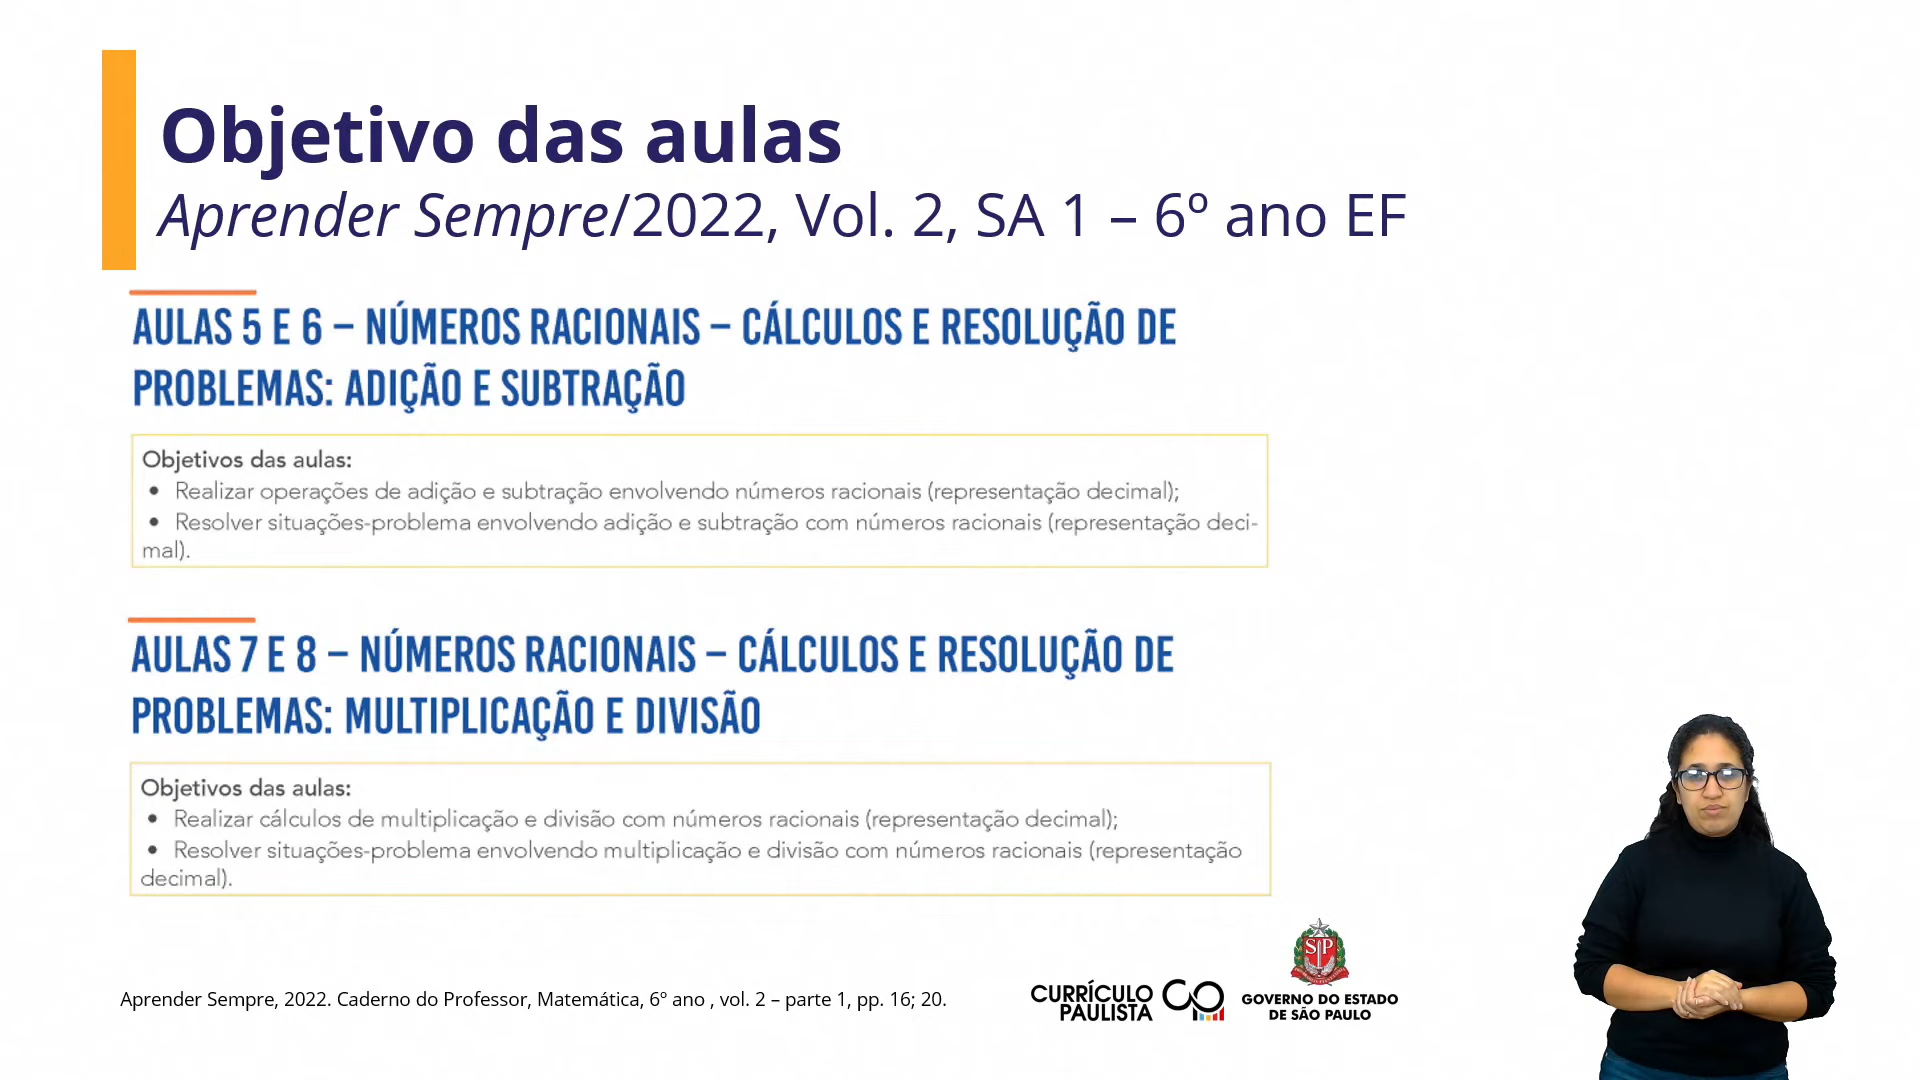 Objetivo das aulas
Aprender Sempre/2022, Vol. 2, SA 1 – 6º ano EF
AULAS 5 E 6 – NÚMEROS RACIONAIS – CÁLCULOS E RESOLUÇÃO DE
PROBLEMAS: ADIÇÃO E SUBTRAÇÃO
Objetivos das aulas:
• Realizar operações de adição e subtração envolvendo números racionais (representação decimal);
• Resolver situações-problema envolvendo adição e subtração com números racionais (representação deci-
mal).
AULAS 7 E 8 – NÚMEROS RACIONAIS – CÁLCULOS E RESOLUÇÃO DE
PROBLEMAS: MULTIPLICAÇÃO E DIVISÃO
Objetivos das aulas:
• Realizar cálculos de multiplicação e divisão com números racionais (representação decimal);
• Resolver situações-problema envolvendo multiplicação e divisão com números racionais (representação
decimal).
Aprender Sempre, 2022. Caderno do Professor, Matemática, 6º ano , vol. 2 – parte 1, pp. 16; 20.
CURRÍCULO
PAULISTA
SP
GOVERNO DO ESTADO
DE SÃO PAULO